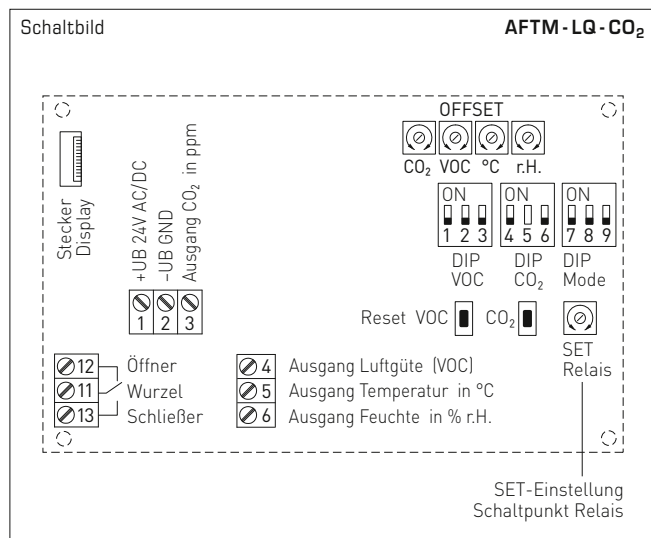 Schaltbild AFTM-LQ-CO₂
OFFSET
CO₂ VOC °C r.H.
Stecker
Display
+UB 24V AC/DC
−UB GND
Ausgang CO₂ in ppm
1 2 3
ON ON ON
1 2 3 4 5 6 7 8 9
DIP
VOC
DIP
CO₂
DIP
Mode
Reset VOC CO₂
SET
Relais
12 Öffner
11 Wurzel
13 Schließer
4 Ausgang Luftgüte (VOC)
5 Ausgang Temperatur in °C
6 Ausgang Feuchte in % r.H.
SET-Einstellung
Schaltpunkt Relais